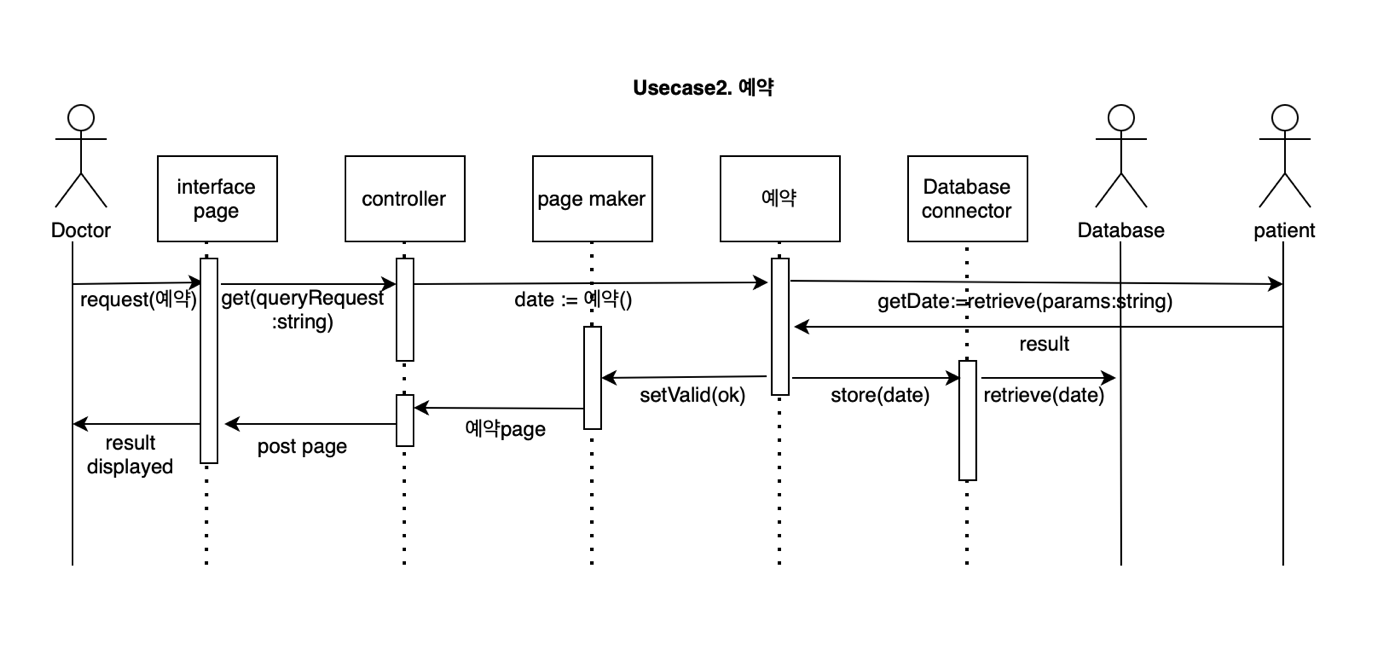 Usecase2. 예약
Doctor
interface
page
controller
page maker
예약
Database
connector
Database
patient
request(예약)
get(queryRequest
:string)
date := 예약()
getDate:=retrieve(params:string)
result
setValid(ok)
store(date)
retrieve(date)
예약page
post page
result
displayed